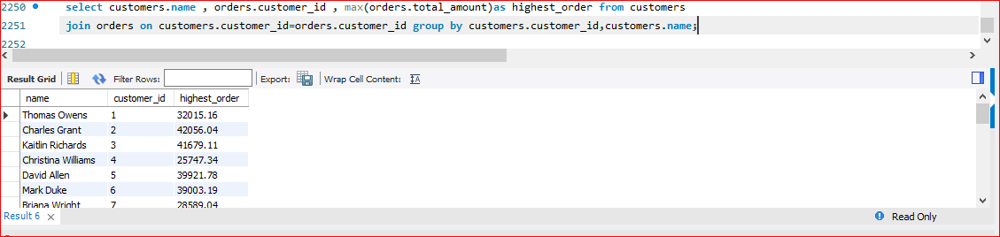 2250 select customers.name , orders.customer_id , max(orders.total_amount)as highest_order from customers
2251 join orders on customers.customer_id=orders.customer_id group by customers.customer_id,customers.name;
2252
Result Grid Filter Rows: Export: Wrap Cell Content:
name customer_id highest_order
Thomas Owens 1 32015.16
Charles Grant 2 42056.04
Kaitlin Richards 3 41679.11
Christina Williams 4 25747.34
David Allen 5 39921.78
Mark Duke 6 39003.19
Briana Wright 7 28589.04
Result 6 Read Only